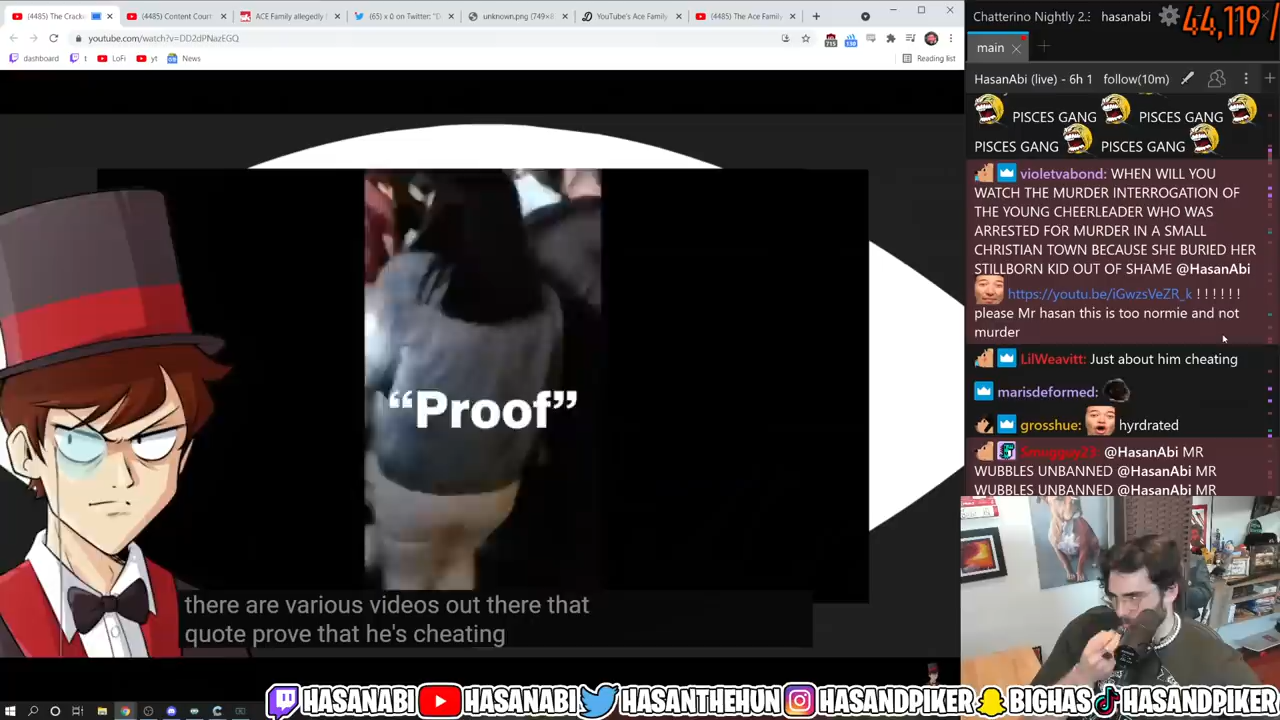 (4485) The Crack
(4485) Content Cour
ACE Family allegedly f
(65) x 0 on Twitter: "D
unknown.png (749×
YouTube's Ace Family
(4485) The Ace Family
youtube.com/watch?v=DD2dPNazEGQ
715
130
dashboard
t
LoFi
yt
News
Reading list
"Proof"
there are various videos out there that
quote prove that he's cheating
Chatterino Nightly 2.
hasanabi
44,119 /
main
HasanAbi (live) - 6h 1
follow(10m)
PISCES GANG PISCES GANG
PISCES GANG PISCES GANG
violetvabond: WHEN WILL YOU
WATCH THE MURDER INTERROGATION OF
THE YOUNG CHEERLEADER WHO WAS
ARRESTED FOR MURDER IN A SMALL
CHRISTIAN TOWN BECAUSE SHE BURIED HER
STILLBORN KID OUT OF SHAME @HasanAbi
https://youtu.be/iGwzsVeZR_k ! ! ! ! ! !
please Mr hasan this is too normie and not
murder
LilWeavitt: Just about him cheating
marisdeformed:
grosshue: hyrdrated
Smugguy23: @HasanAbi MR
WUBBLES UNBANNED @HasanAbi MR
WUBBLES UNBANNED @HasanAbi MR
HASANABI HASANABI HASANTHEHUN HASANDPIKER BIGHAS HASANDPIKER